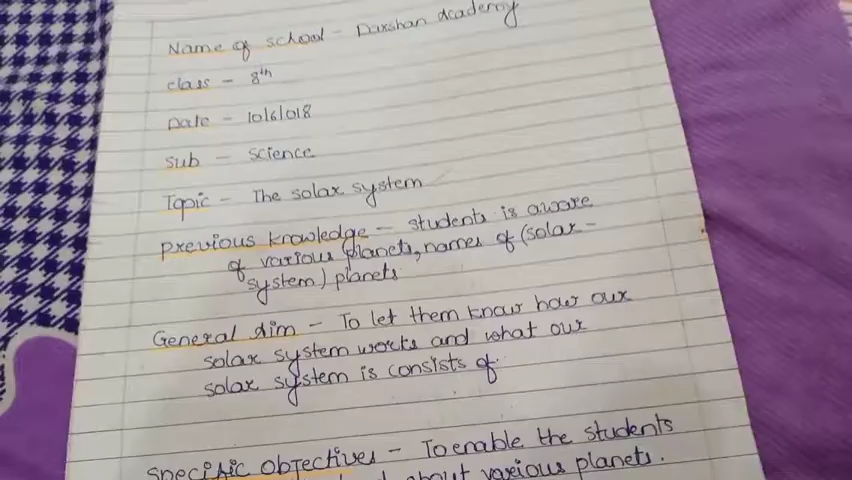 Name of school - Darshan Academy
class - 8th
Date - 10/6/018
Sub - Science
Topic - The solar system
Previous knowledge - students is aware
of various planets, names of (solar-
system) planets
General Aim - To let them know how our
solar system works and what our
solar system is consists of.
Specific Objectives - To enable the students
about various planets.